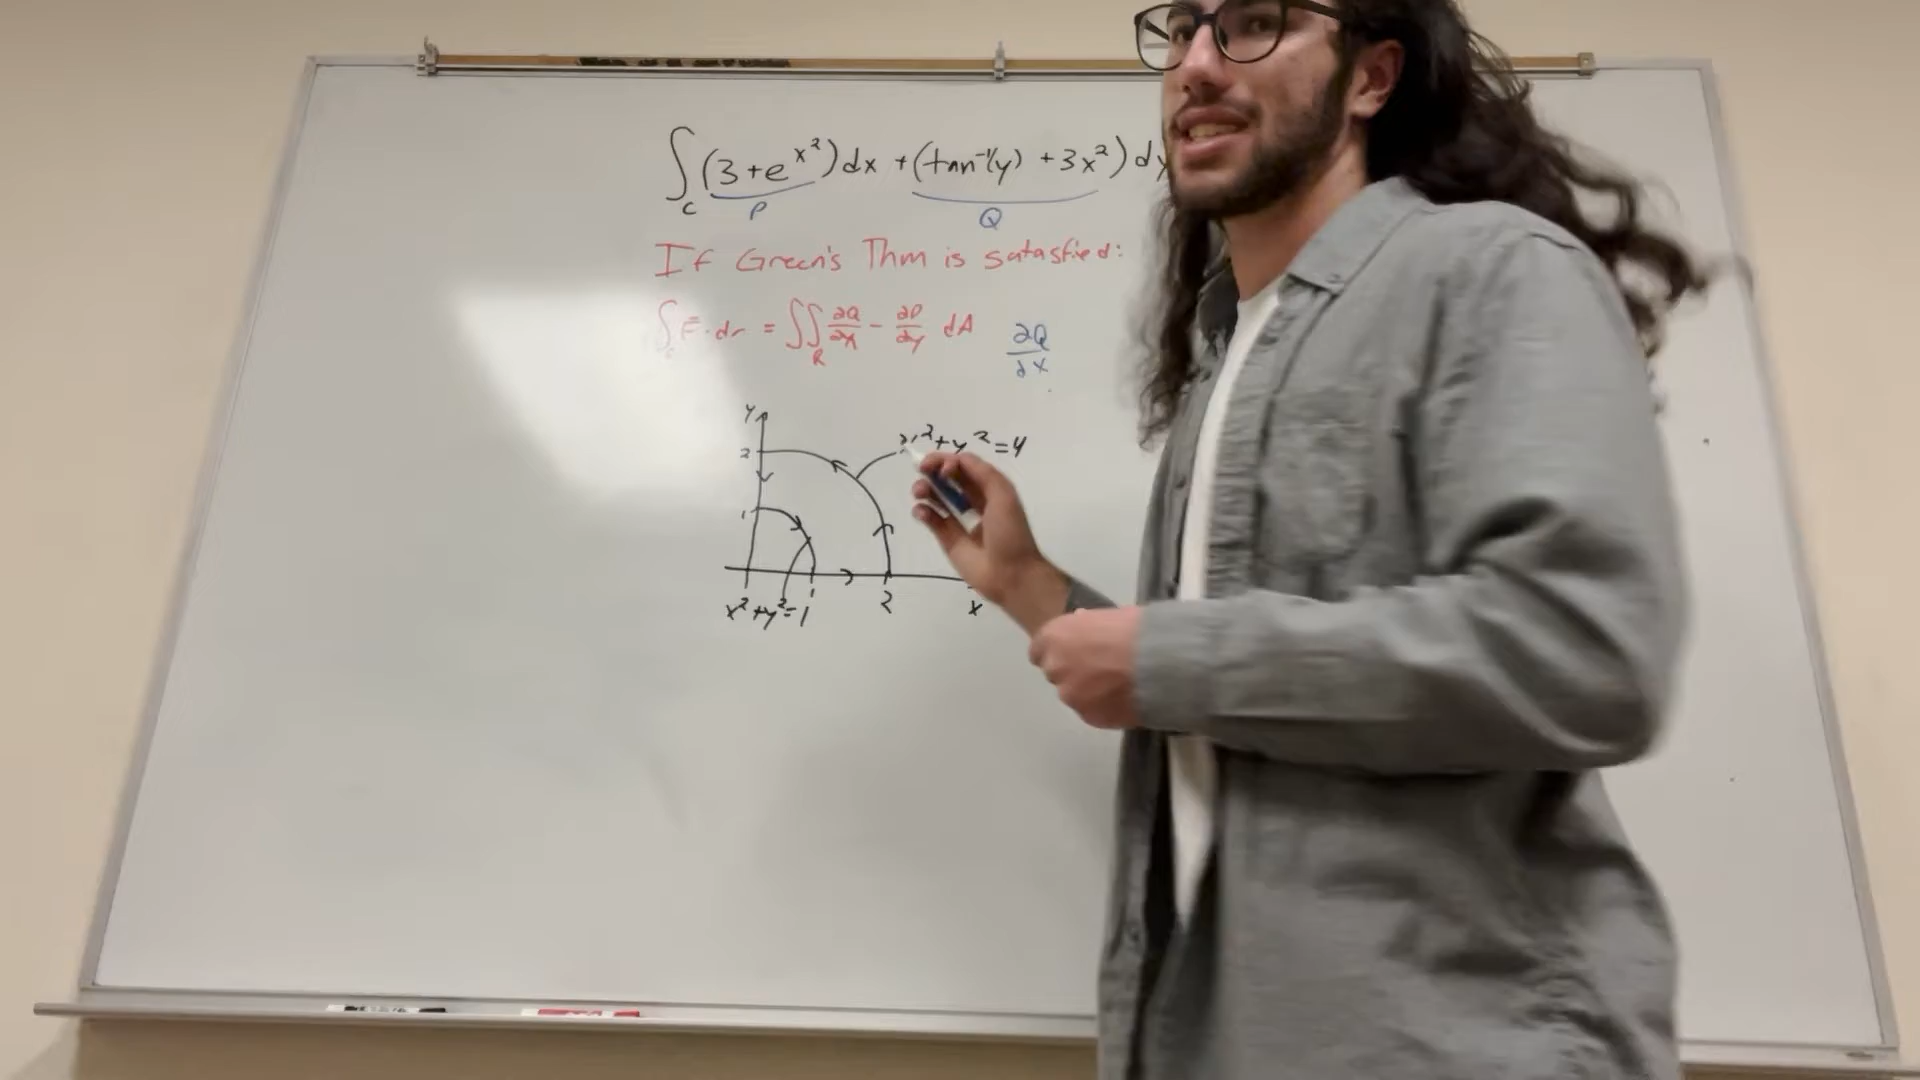 ∫_C (3+e^x²)dx + (tan⁻¹(y) + 3x²)dy
P Q
If Green's Thm is satasfied:
∫_C F·dr = ∫∫_R ∂Q/∂x - ∂P/∂y dA ∂Q/∂x
y
x²+y²=4
2
1
1 2 x
x²+y²=1